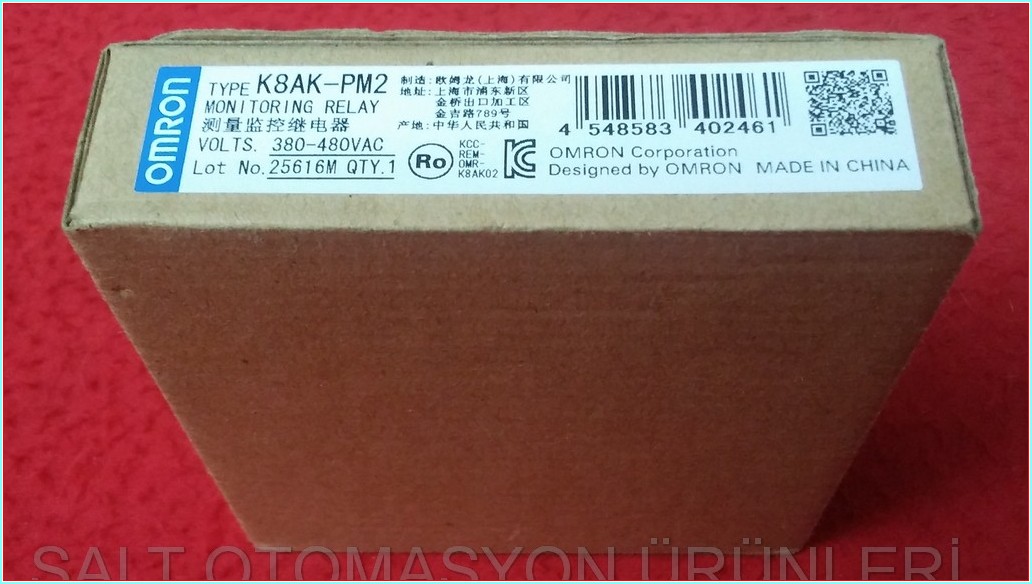 OMRON
TYPE K8AK-PM2
MONITORING RELAY
测量监控继电器
VOLTS. 380-480VAC
Lot No. 25616M QTY.1
制造:欧姆龙(上海)有限公司
地址:上海市浦东新区
金桥出口加工区
金吉路789号
产地:中华人民共和国
Ro
KCC-
REM-
OMR-
K8AK02
4 548583 402461
OMRON Corporation
Designed by OMRON MADE IN CHINA
SALT OTOMASYON ÜRÜNLERİ